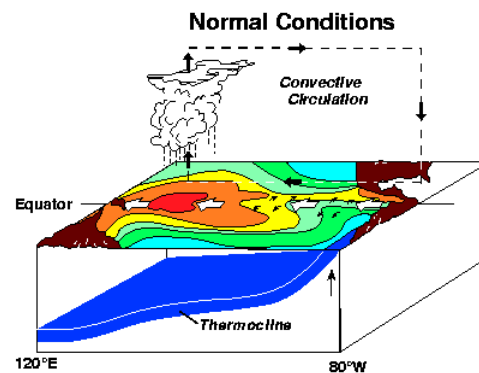 Normal Conditions
Convective
Circulation
Equator
Thermocline
120°E
80°W